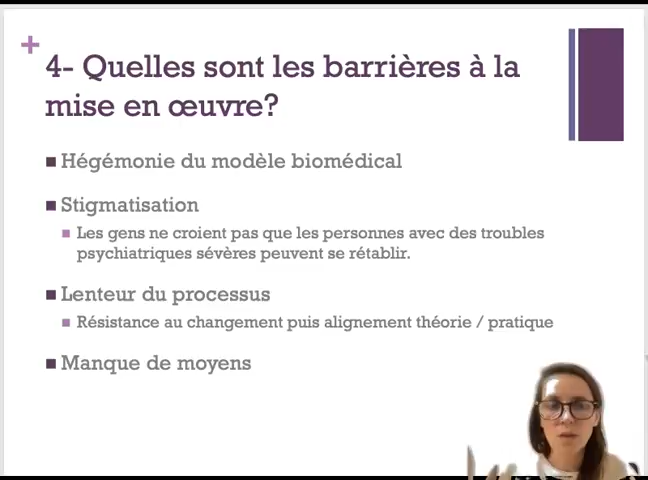 4- Quelles sont les barrières à la
mise en œuvre?
Hégémonie du modèle biomédical
Stigmatisation
Les gens ne croient pas que les personnes avec des troubles
psychiatriques sévères peuvent se rétablir.
Lenteur du processus
Résistance au changement puis alignement théorie / pratique
Manque de moyens